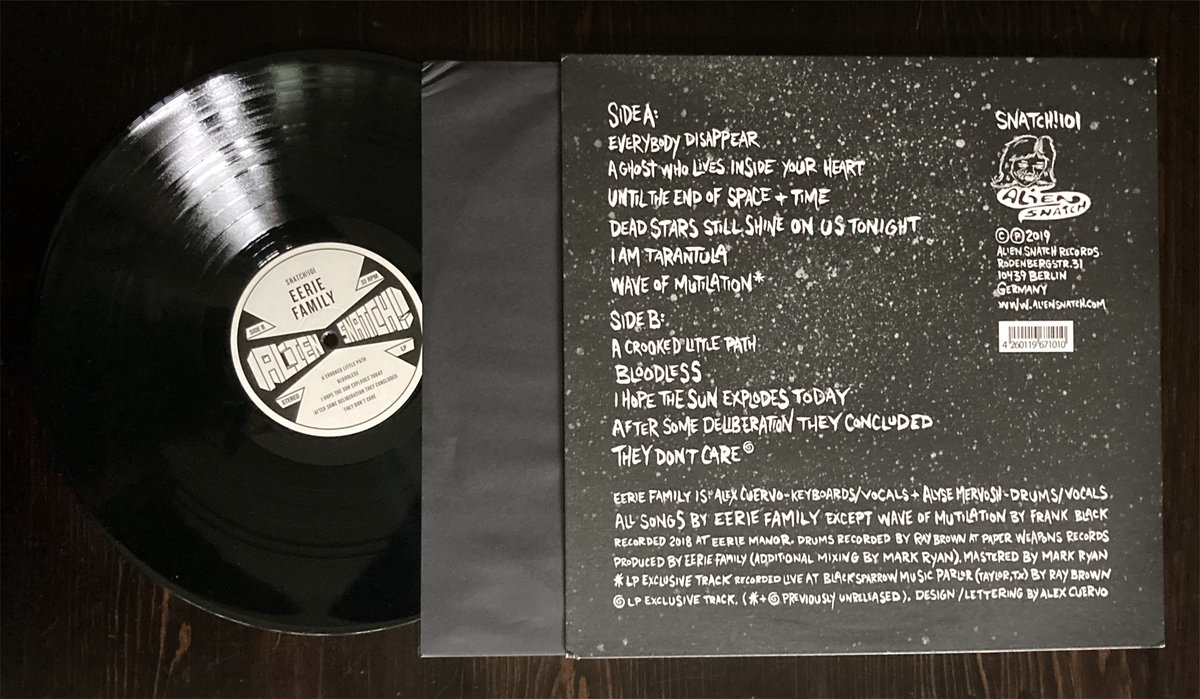 SNATCH!101
EERIE
FAMILY
33 RPM
SIDE B
ALIEN SNATCH!
LP
STEREO
A CROOKED LITTLE PATH
BLOODLESS
I HOPE THE SUN EXPLODES TODAY
AFTER SOME DELIBERATION THEY CONCLUDED
THEY DON'T CARE
SIDE A:
EVERYBODY DISAPPEAR
A GHOST WHO LIVES INSIDE YOUR HEART
UNTIL THE END OF SPACE + TIME
DEAD STARS STILL SHINE ON US TONIGHT
I AM TARANTULA
WAVE OF MUTILATION*
SIDE B:
A CROOKED LITTLE PATH
BLOODLESS
I HOPE THE SUN EXPLODES TODAY
AFTER SOME DELIBERATION THEY CONCLUDED
THEY DON'T CARE
EERIE FAMILY IS: ALEX CUERVO-KEYBOARDS/VOCALS + ALYSE MERVOSH-DRUMS/VOCALS
ALL SONGS BY EERIE FAMILY EXCEPT WAVE OF MUTILATION BY FRANK BLACK
RECORDED 2018 AT EERIE MANOR. DRUMS RECORDED BY RAY BROWN AT PAPER WEAPONS RECORDS
PRODUCED BY EERIE FAMILY (ADDITIONAL MIXING BY MARK RYAN). MASTERED BY MARK RYAN
* LP EXCLUSIVE TRACK RECORDED LIVE AT BLACK SPARROW MUSIC PARLOR (TAYLOR,TX) BY RAY BROWN
LP EXCLUSIVE TRACK. (*+ PREVIOUSLY UNRELEASED). DESIGN/LETTERING BY ALEX CUERVO
SNATCH!101
ALIEN
SNATCH
© ℗ 2019
ALIEN SNATCH RECORDS
RODENBERGSTR. 31
10439 BERLIN
GERMANY
WWW.ALIENSNATCH.COM
4 260119 671010